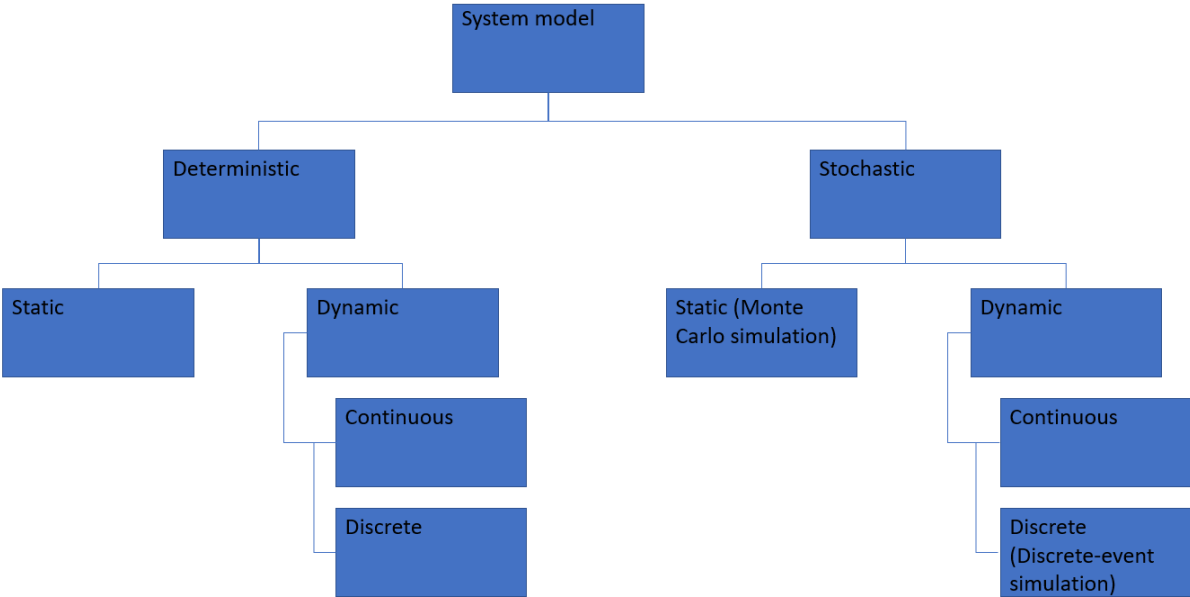 System model
Deterministic
Stochastic
Static
Dynamic
Static (Monte
Carlo simulation)
Dynamic
Continuous
Continuous
Discrete
Discrete
(Discrete-event
simulation)